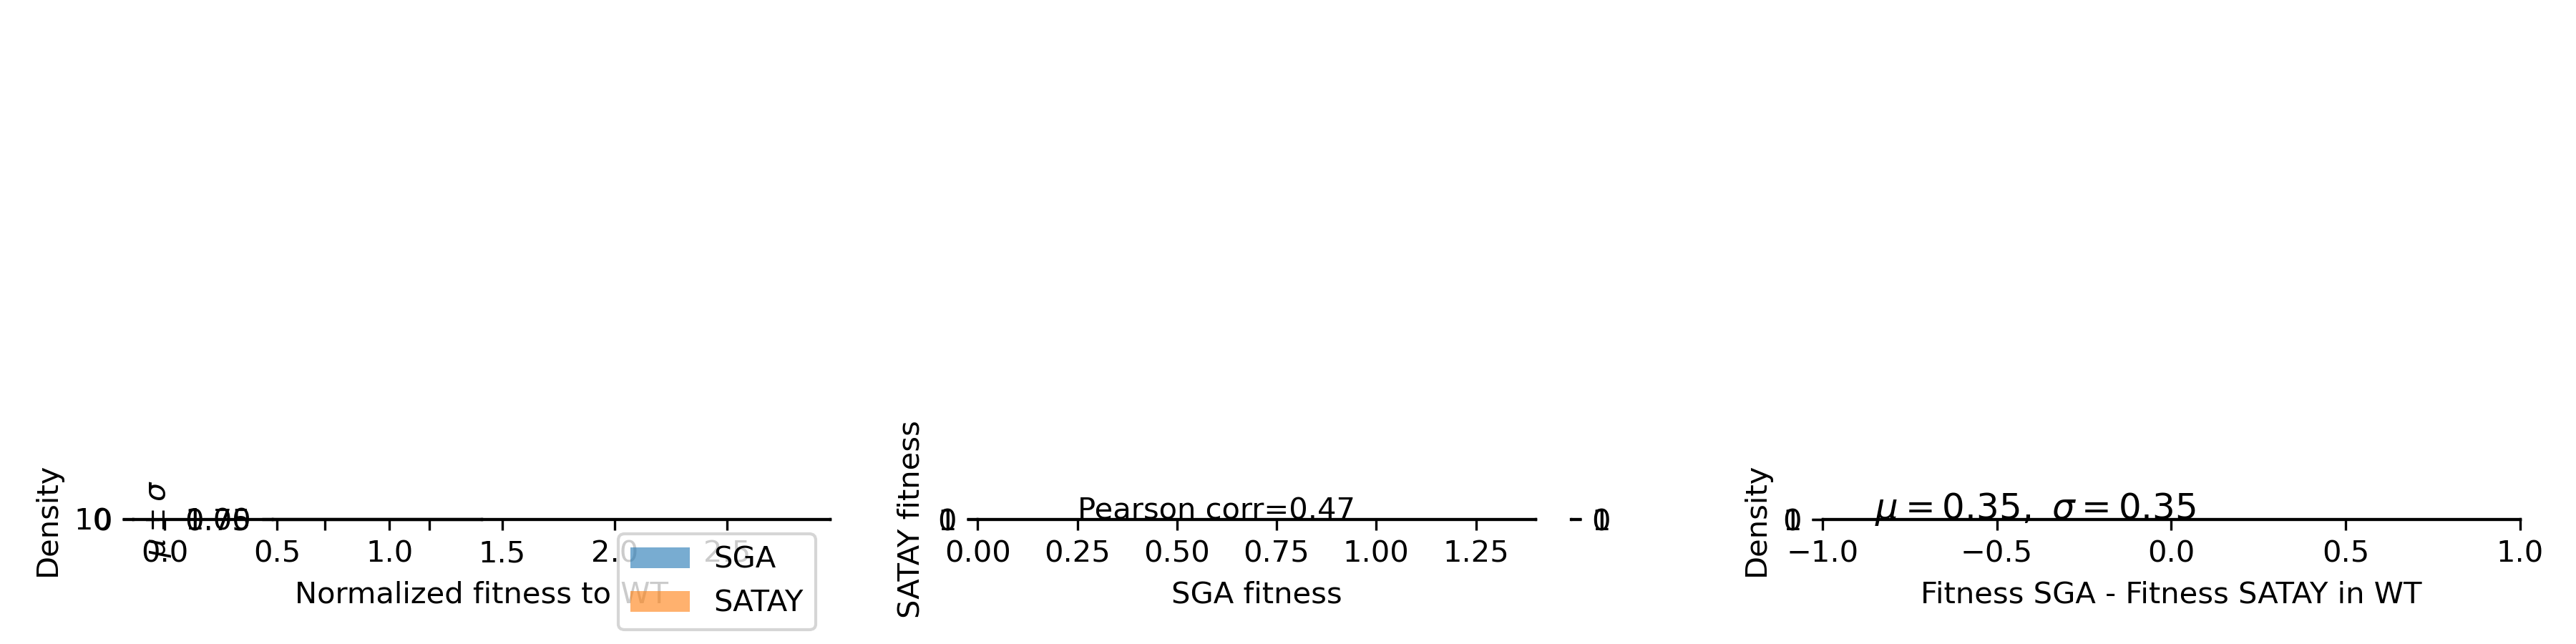 Density
μ = σ
0.0 0.5 1.0 1.5 2.0 2.5
Normalized fitness to WT
SGA
SATAY
SATAY fitness
Pearson corr=0.47
0.00 0.25 0.50 0.75 1.00 1.25
SGA fitness
Density
μ = 0.35, σ = 0.35
−1.0 −0.5 0.0 0.5 1.0
Fitness SGA - Fitness SATAY in WT